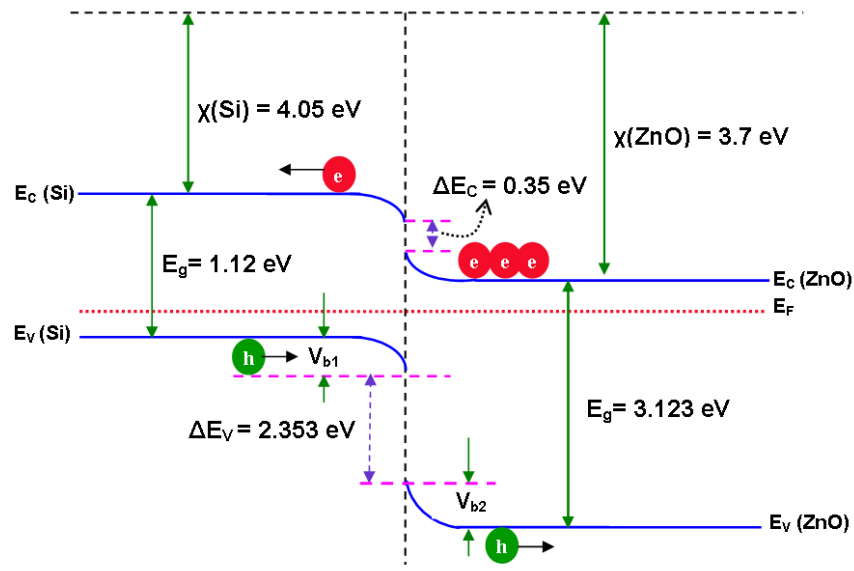 χ(Si) = 4.05 eV
χ(ZnO) = 3.7 eV
e
ΔE_C = 0.35 eV
E_C (Si)
e e e
E_g= 1.12 eV
E_C (ZnO)
E_F
E_V (Si)
h
V_b1
E_g= 3.123 eV
ΔE_V = 2.353 eV
V_b2
E_V (ZnO)
h